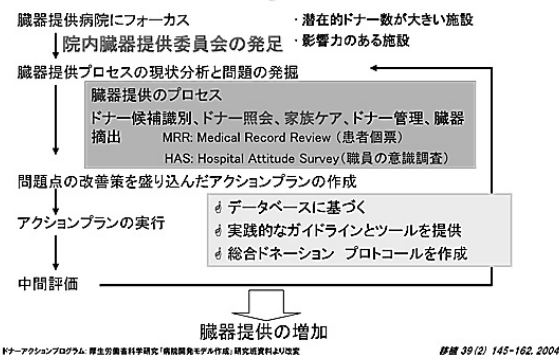 臓器提供病院にフォーカス
・潜在的ドナー数が大きい施設
・影響力のある施設
院内臓器提供委員会の発足
臓器提供プロセスの現状分析と問題の発掘
臓器提供のプロセス
ドナー候補識別、ドナー照会、家族ケア、ドナー管理、臓器
摘出 MRR: Medical Record Review (患者個票)
HAS: Hospital Attitude Survey(職員の意識調査)
問題点の改善策を盛り込んだアクションプランの作成
データベースに基づく
アクションプランの実行
実践的なガイドラインとツールを提供
総合ドネーション プロトコールを作成
中間評価
臓器提供の増加
ドナーアクションプログラム: 厚生労働省科学研究「病院開発モデル作成」研究班資料より改変
移植 39(2) 145-162, 2004